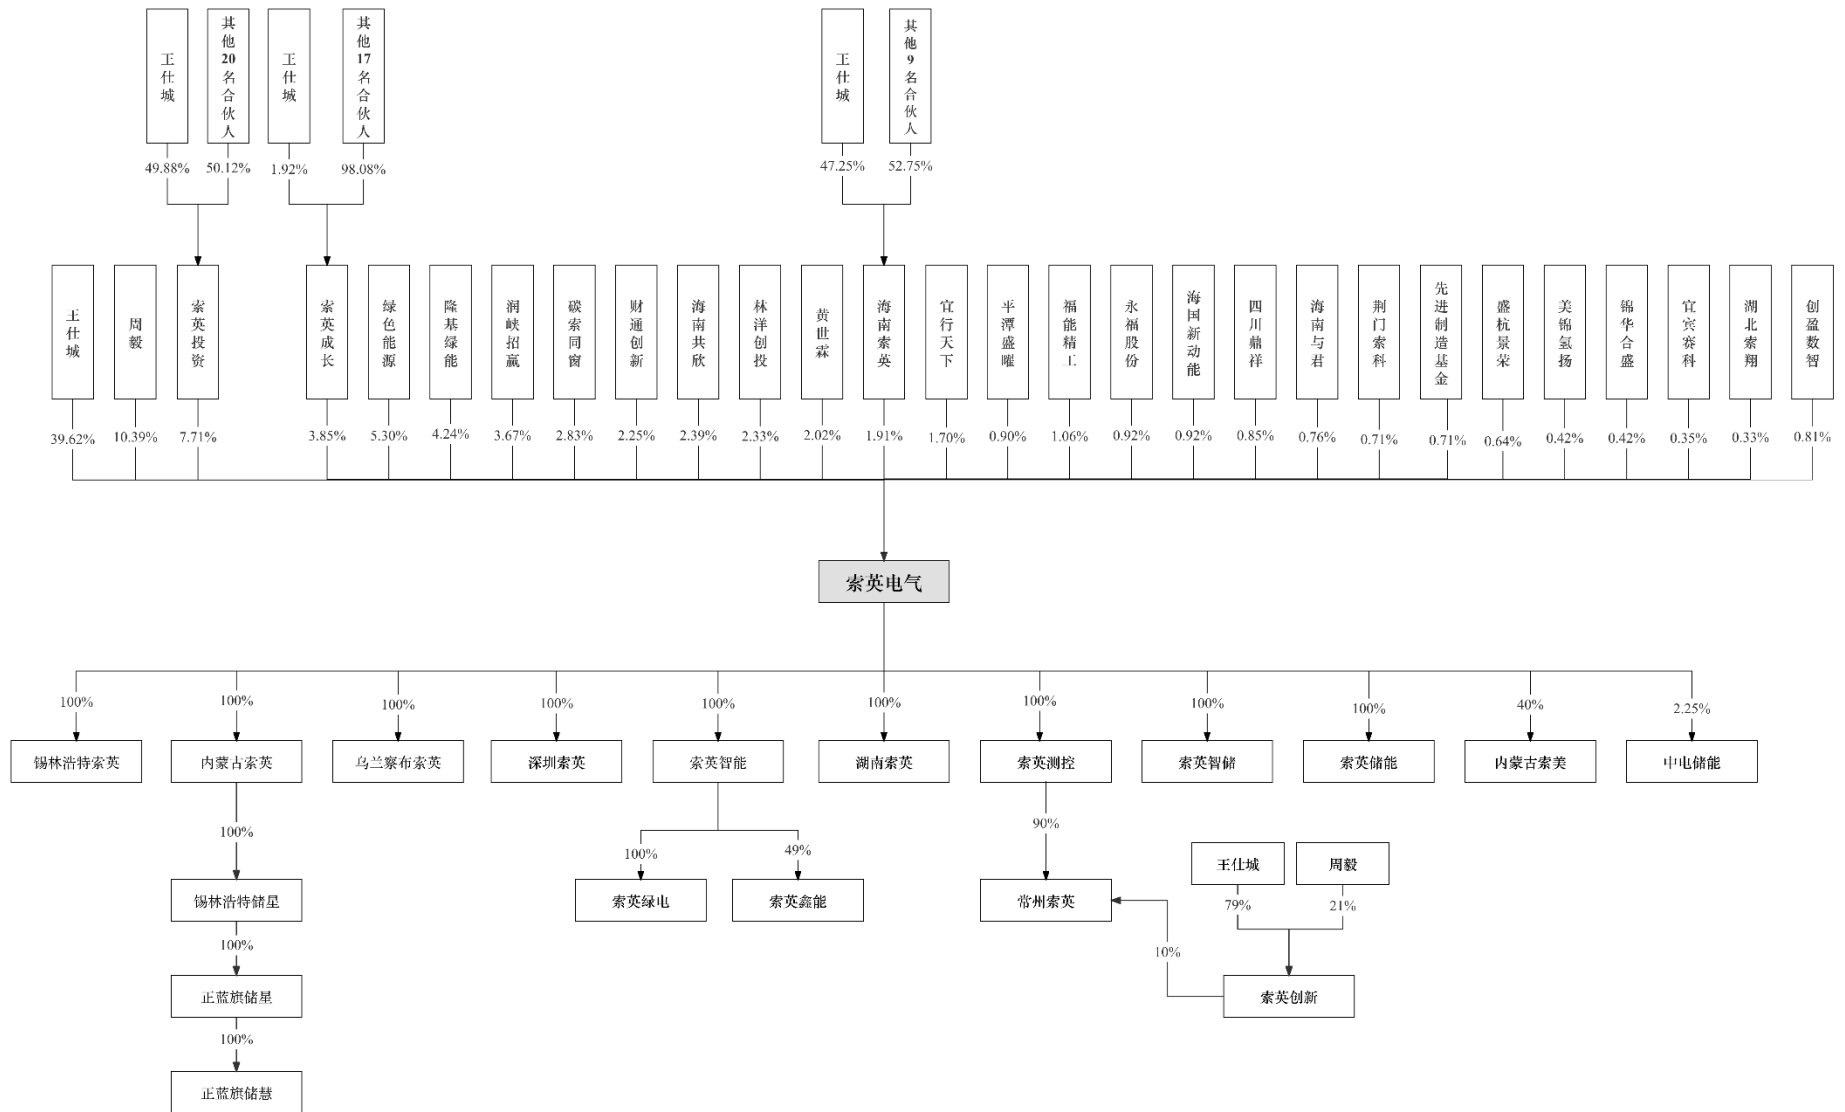 王仕城
其他20名合伙人
王仕城
其他17名合伙人
王仕城
其他9名合伙人
49.88%
50.12%
1.92%
98.08%
47.25%
52.75%
王仕城
周毅
索英投资
索英成长
绿色能源
隆基绿能
润峡招赢
碳索同窗
财通创新
海南共欣
林洋创投
黄世霖
海南索英
宜行天下
平潭盛曜
福能精工
永福股份
海国新动能
四川鼎祥
海南与君
荆门索科
先进制造基金
盛杭景荣
美锦氢扬
锦华合盛
宜宾赛科
湖北索翔
创盈数智
39.62%
10.39%
7.71%
3.85%
5.30%
4.24%
3.67%
2.83%
2.25%
2.39%
2.33%
2.02%
1.91%
1.70%
0.90%
1.06%
0.92%
0.92%
0.85%
0.76%
0.71%
0.71%
0.64%
0.42%
0.42%
0.35%
0.33%
0.81%
索英电气
100%
100%
100%
100%
100%
100%
100%
100%
100%
40%
2.25%
锡林浩特索英
内蒙古索英
乌兰察布索英
深圳索英
索英智能
湖南索英
索英测控
索英智储
索英储能
内蒙古索美
中电储能
100%
100%
49%
90%
王仕城
周毅
锡林浩特储星
索英绿电
索英鑫能
常州索英
79%
21%
100%
10%
正蓝旗储星
索英创新
100%
正蓝旗储慧